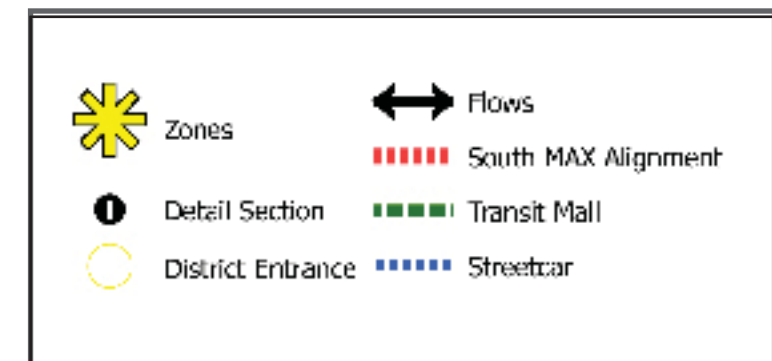 Zones
Detail Section
District Entrance
Flows
South MAX Alignment
Transit Mall
Streetcar